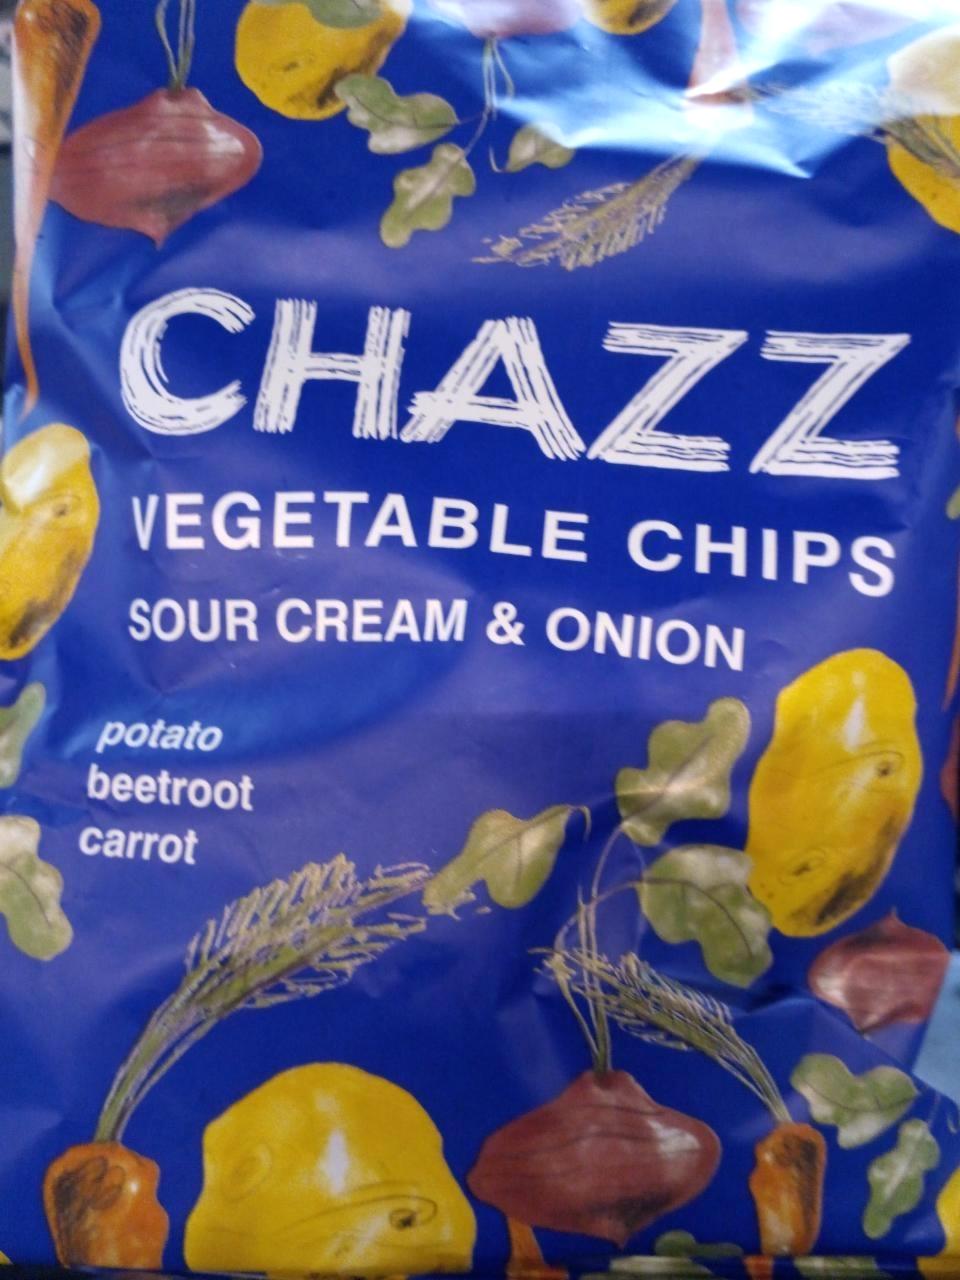 CHAZZ
VEGETABLE CHIPS
SOUR CREAM & ONION
potato
beetroot
carrot